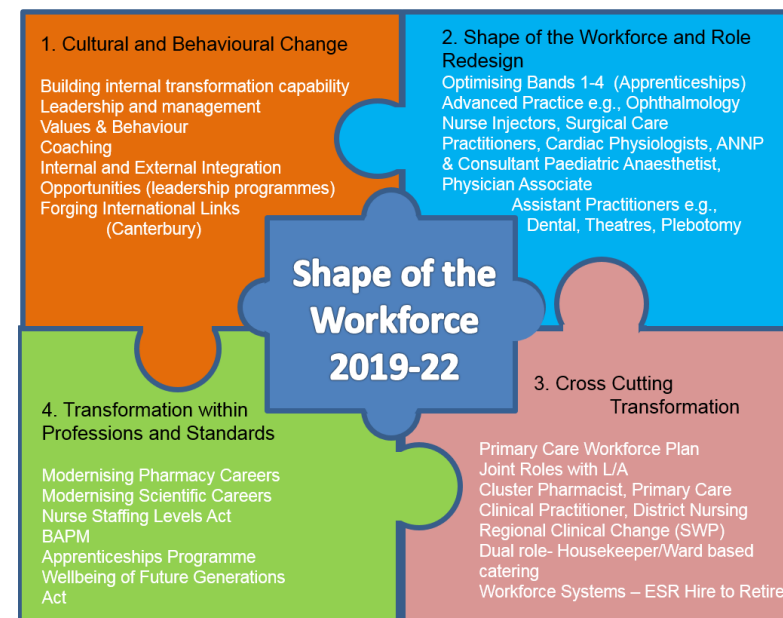 1. Cultural and Behavioural Change
Building internal transformation capability
Leadership and management
Values & Behaviour
Coaching
Internal and External Integration
Opportunities (leadership programmes)
Forging International Links
(Canterbury)
2. Shape of the Workforce and Role
Redesign
Optimising Bands 1-4 (Apprenticeships)
Advanced Practice e.g., Ophthalmology
Nurse Injectors, Surgical Care
Practitioners, Cardiac Physiologists, ANNP
& Consultant Paediatric Anaesthetist,
Physician Associate
Assistant Practitioners e.g.,
Dental, Theatres, Plebotomy
Shape of the
Workforce
2019-22
3. Cross Cutting
Transformation
Primary Care Workforce Plan
Joint Roles with L/A
Cluster Pharmacist, Primary Care
Clinical Practitioner, District Nursing
Regional Clinical Change (SWP)
Dual role- Housekeeper/Ward based
catering
Workforce Systems – ESR Hire to Retire
4. Transformation within
Professions and Standards
Modernising Pharmacy Careers
Modernising Scientific Careers
Nurse Staffing Levels Act
BAPM
Apprenticeships Programme
Wellbeing of Future Generations
Act